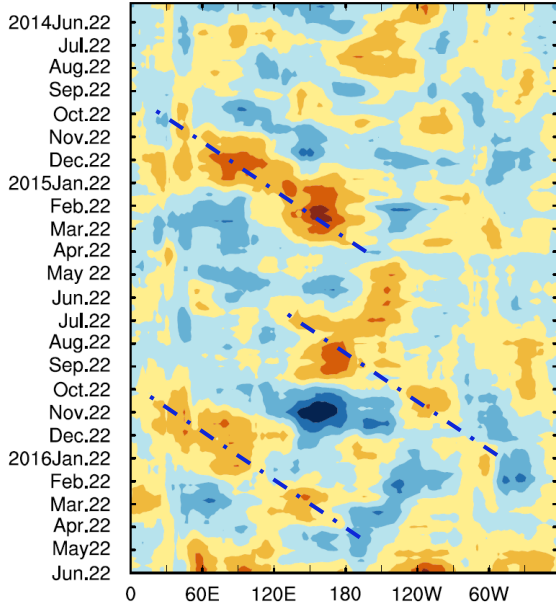 2014Jun.22
Jul.22
Aug.22
Sep.22
Oct.22
Nov.22
Dec.22
2015Jan.22
Feb.22
Mar.22
Apr.22
May 22
Jun.22
Jul.22
Aug.22
Sep.22
Oct.22
Nov.22
Dec.22
2016Jan.22
Feb.22
Mar.22
Apr.22
May22
Jun.22
0 60E 120E 180 120W 60W